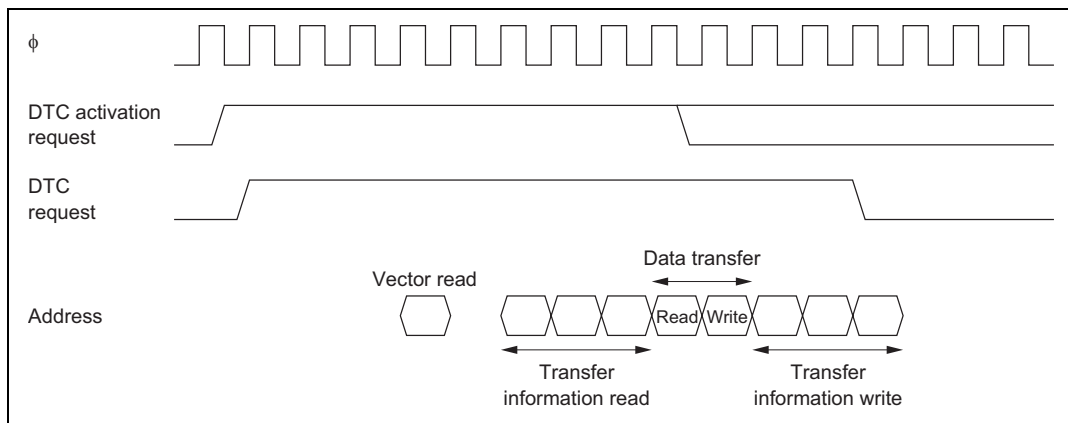 ϕ
DTC activation
request
DTC
request
Data transfer
Vector read
Address
Read
Write
Transfer
information read
Transfer
information write